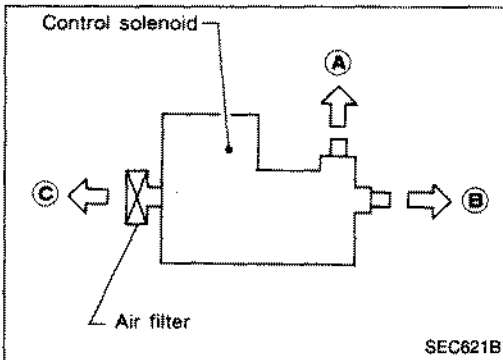 Control solenoid
A
C
B
Air filter
SEC621B